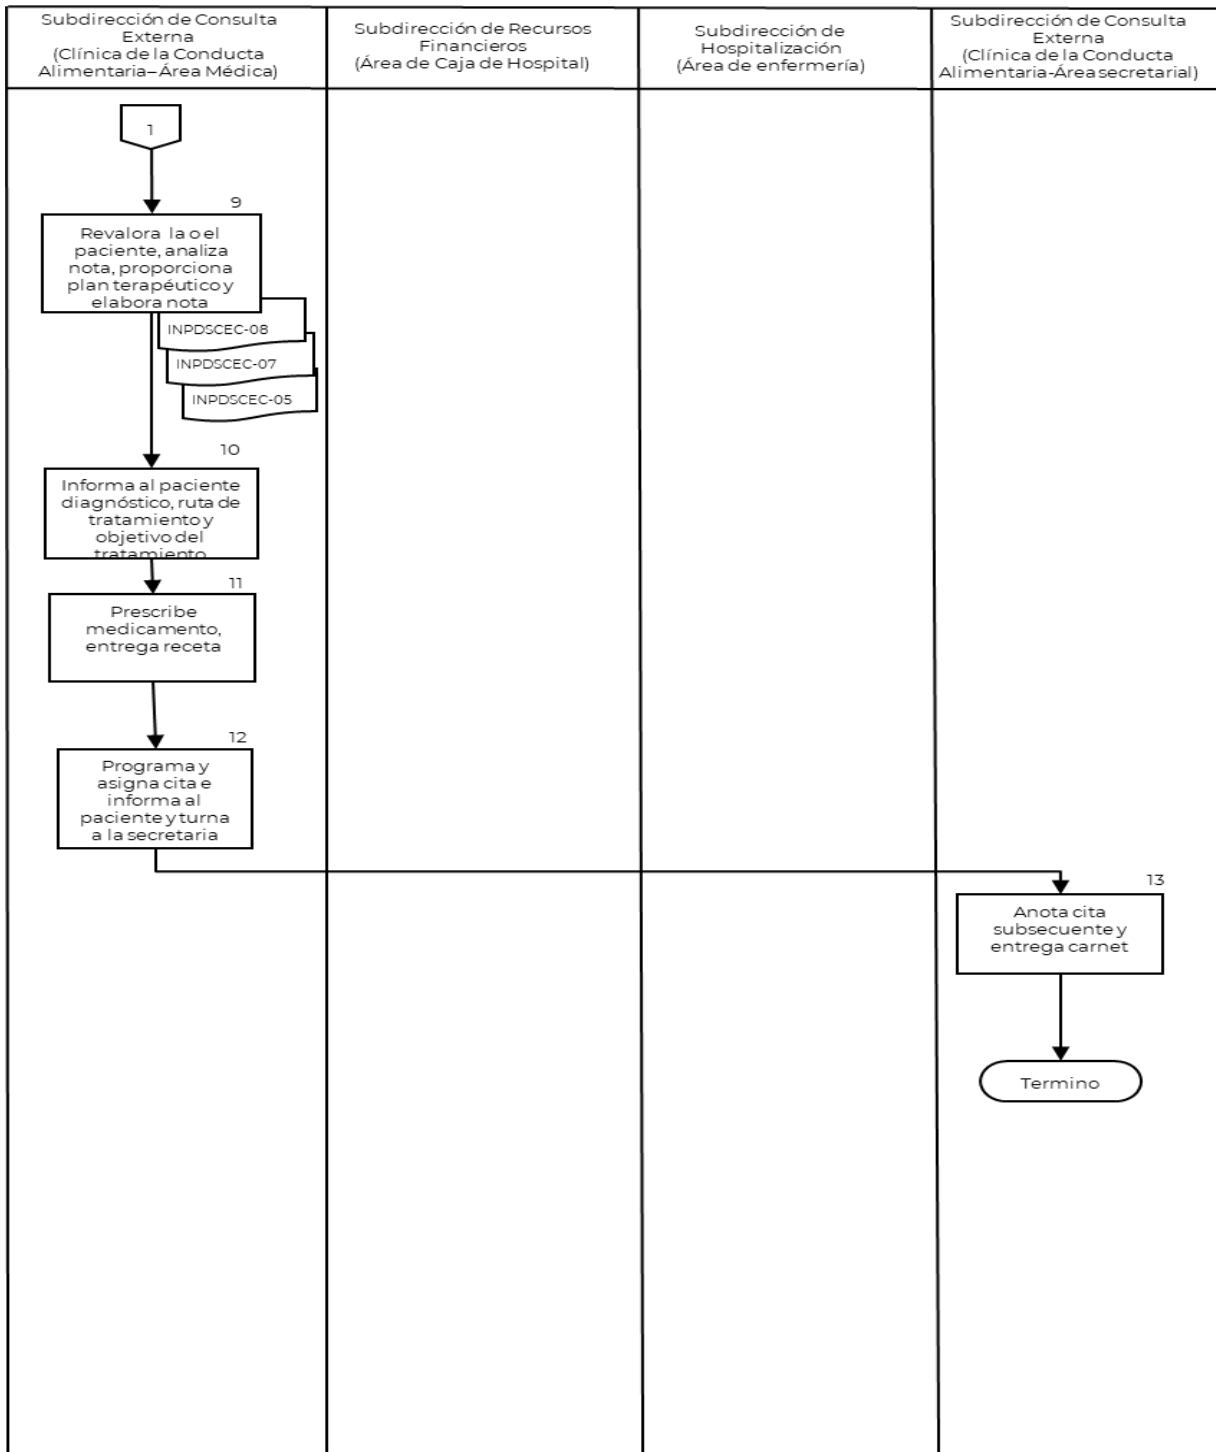 Subdirección de Consulta
Externa
(Clínica de la Conducta
Alimentaria–Área Médica)
Subdirección de Recursos
Financieros
(Área de Caja de Hospital)
Subdirección de
Hospitalización
(Área de enfermería)
Subdirección de Consulta
Externa
(Clínica de la Conducta
Alimentaria-Área secretarial)
1
9
Revalora la o el
paciente, analiza
nota, proporciona
plan terapéutico y
elabora nota
INPDSCEC-08
INPDSCEC-07
INPDSCEC-05
10
Informa al paciente
diagnóstico, ruta de
tratamiento y
objetivo del
tratamiento
11
Prescribe
medicamento,
entrega receta
12
Programa y
asigna cita e
informa al
paciente y turna
a la secretaria
13
Anota cita
subsecuente y
entrega carnet
Termino